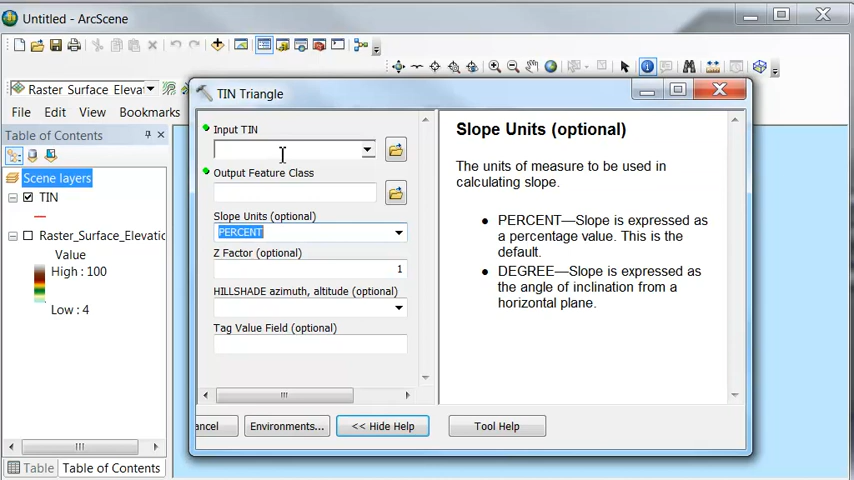 Untitled - ArcScene
Raster_Surface_Elevat
File Edit View Bookmarks
Table of Contents
Scene layers
TIN
Raster_Surface_Elevatio
Value
High : 100
Low : 4
Table Table of Contents
TIN Triangle
Input TIN
Output Feature Class
Slope Units (optional)
PERCENT
Z Factor (optional)
1
HILLSHADE azimuth, altitude (optional)
Tag Value Field (optional)
ancel Environments... << Hide Help Tool Help
Slope Units (optional)
The units of measure to be used in
calculating slope.
• PERCENT—Slope is expressed as
a percentage value. This is the
default.
• DEGREE—Slope is expressed as
the angle of inclination from a
horizontal plane.